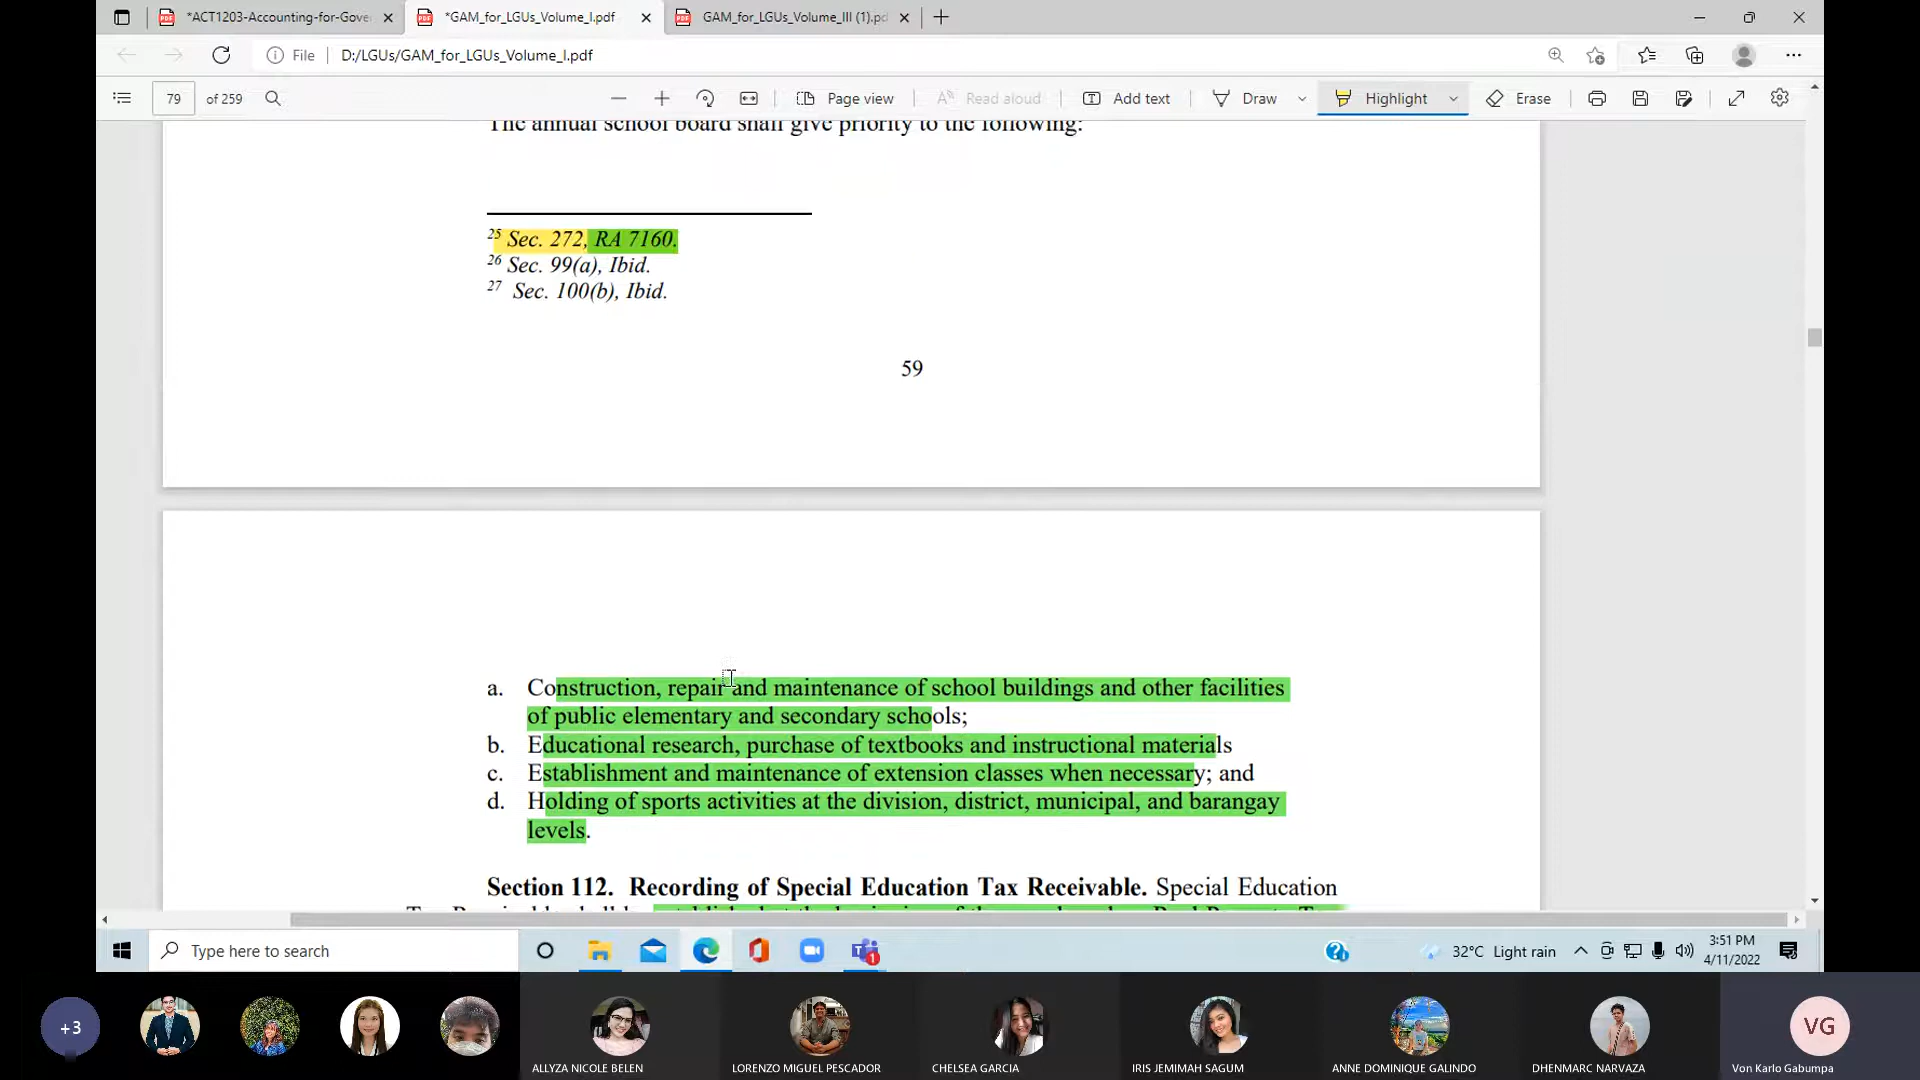 *ACT1203-Accounting-for-Gove
*GAM_for_LGUs_Volume_I.pdf
GAM_for_LGUs_Volume_III (1).pd
File
D:/LGUs/GAM_for_LGUs_Volume_I.pdf
79 of 259
Page view
Read aloud
Add text
Draw
Highlight
Erase
The annual school board shall give priority to the following:
25 Sec. 272, RA 7160.
26 Sec. 99(a), Ibid.
27 Sec. 100(b), Ibid.
59
a. Construction, repair and maintenance of school buildings and other facilities
of public elementary and secondary schools;
b. Educational research, purchase of textbooks and instructional materials
c. Establishment and maintenance of extension classes when necessary; and
d. Holding of sports activities at the division, district, municipal, and barangay
levels.
Section 112. Recording of Special Education Tax Receivable. Special Education
Type here to search
1
32°C Light rain
3:51 PM
4/11/2022
+3
ALLYZA NICOLE BELEN
LORENZO MIGUEL PESCADOR
CHELSEA GARCIA
IRIS JEMIMAH SAGUM
ANNE DOMINIQUE GALINDO
DHENMARC NARVAZA
VG
Von Karlo Gabumpa